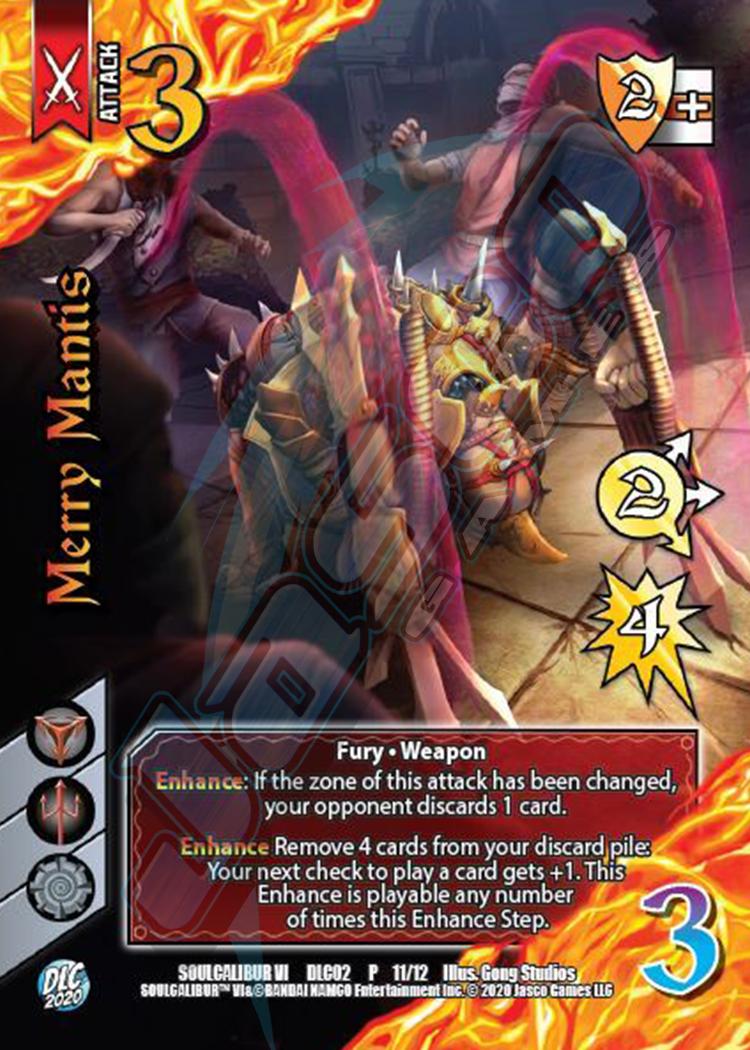 ATTACK
3
2 +
Merry Mantis
2
4
Fury • Weapon
Enhance: If the zone of this attack has been changed,
your opponent discards 1 card.
Enhance Remove 4 cards from your discard pile:
Your next check to play a card gets +1. This
Enhance is playable any number
of times this Enhance Step.
3
DLC
2020
SOULCALIBUR VI DLC02 P 11/12 Illus. Gong Studios
SOULCALIBUR™ VI&©BANDAI NAMCO Entertainment Inc. © 2020 Jasco Games LLC